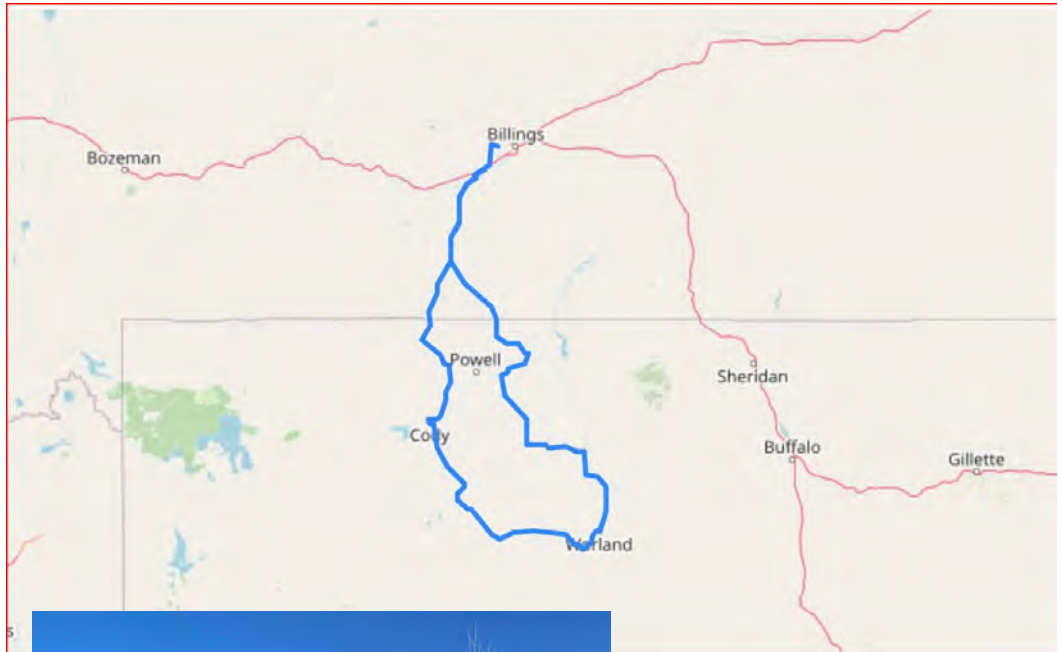 Billings
Bozeman
Powell
Sheridan
Cody
Buffalo
Gillette
Worland
s